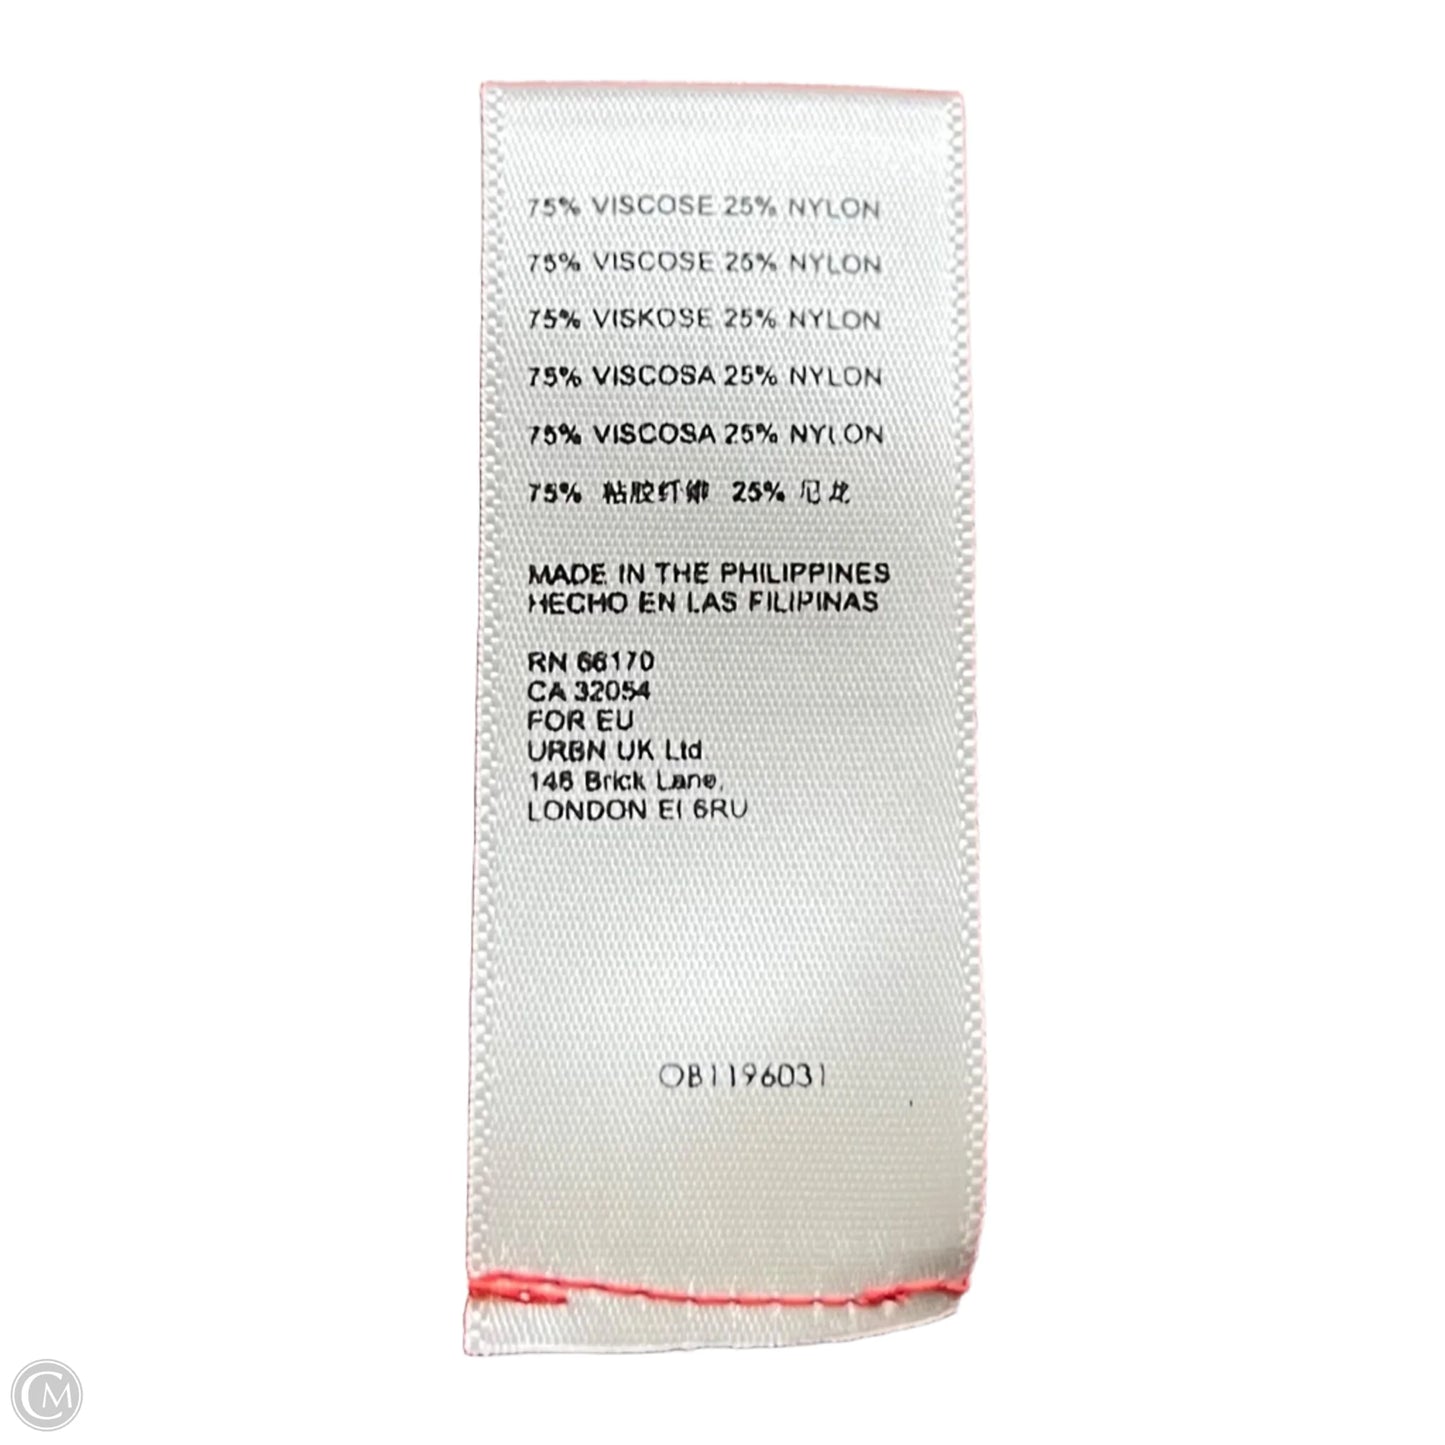 75% VISCOSE 25% NYLON
75% VISCOSE 25% NYLON
75% VISKOSE 25% NYLON
75% VISCOSA 25% NYLON
75% VISCOSA 25% NYLON
75% 粘胶纤维 25% 尼龙
MADE IN THE PHILIPPINES
HECHO EN LAS FILIPINAS
RN 66170
CA 32054
FOR EU
URBN UK Ltd
146 Brick Lane,
LONDON EI 6RU
OB1196031
CM